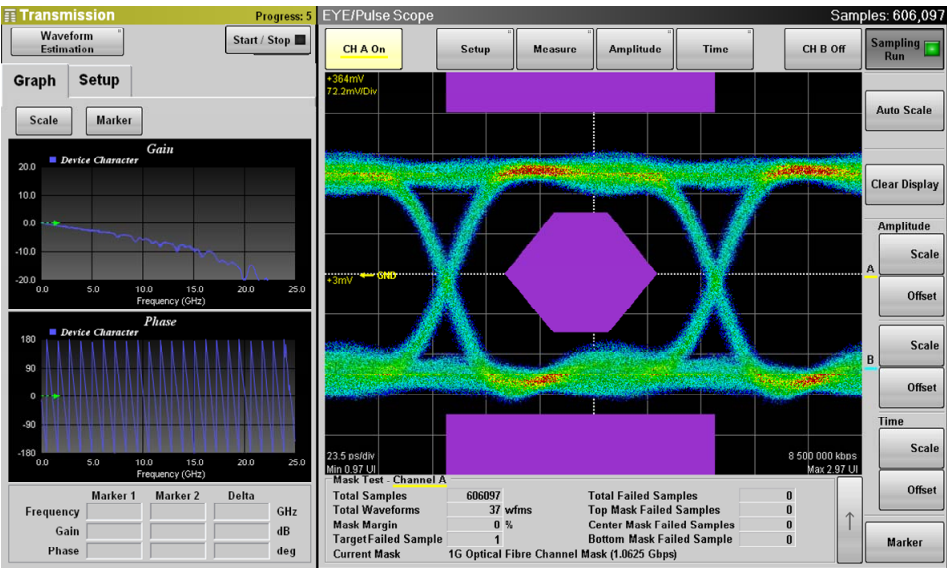 Transmission
Progress: 5
Waveform
Estimation
Start / Stop
Graph
Setup
Scale
Marker
Gain
Device Character
20.0
10.0
0.0
-10.0
-20.0
0.0 5.0 10.0 15.0 20.0 25.0
Frequency (GHz)
Phase
Device Character
180
90
0
-90
-180
0.0 5.0 10.0 15.0 20.0 25.0
Frequency (GHz)
Marker 1 Marker 2 Delta
Frequency GHz
Gain dB
Phase deg
EYE/Pulse Scope
Samples: 606,097
CH A On
Setup
Measure
Amplitude
Time
CH B Off
Sampling
Run
+364mV
72.2mV/Div
GND
+3mV
23.5 ps/div
Min 0.97 UI
8 500 000 kbps
Max 2.97 UI
Auto Scale
Clear Display
Amplitude
A
Scale
Offset
B
Scale
Offset
Time
Scale
Offset
Marker
Mask Test - Channel A
Total Samples 606097
Total Waveforms 37 wfms
Mask Margin 0 %
Target Failed Sample 1
Total Failed Samples 0
Top Mask Failed Samples 0
Center Mask Failed Samples 0
Bottom Mask Failed Sample 0
Current Mask 1G Optical Fibre Channel Mask (1.0625 Gbps)